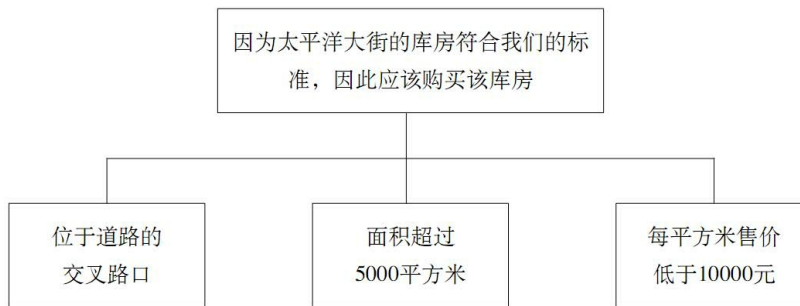 因为太平洋大街的库房符合我们的标
准，因此应该购买该库房
位于道路的
交叉路口
面积超过
5000平方米
每平方米售价
低于10000元